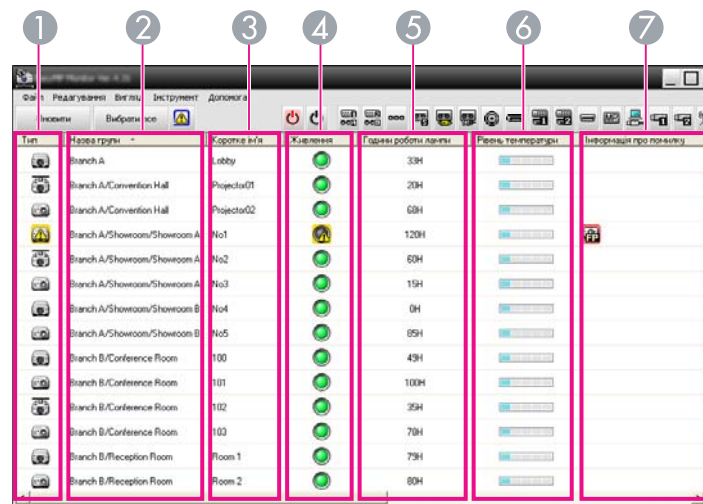 1 2 3 4 5 6 7
Файл Редагування Вигляд Інструмент Допомога
Оновити Вибрати все
Тип Назва групи Коротке ім'я Живлення Години роботи лампи Рівень температури Інформація про помилку
Branch A Lobby 33H
Branch A/Convention Hall Projector01 20H
Branch A/Convention Hall Projector02 68H
Branch A/Showroom/Showroom A No1 120H FP
Branch A/Showroom/Showroom A No2 60H
Branch A/Showroom/Showroom A No3 15H
Branch A/Showroom/Showroom B No4 0H
Branch A/Showroom/Showroom B No5 85H
Branch B/Conference Room 100 49H
Branch B/Conference Room 101 100H
Branch B/Conference Room 102 35H
Branch B/Conference Room 103 70H
Branch B/Reception Room Room 1 79H
Branch B/Reception Room Room 2 80H